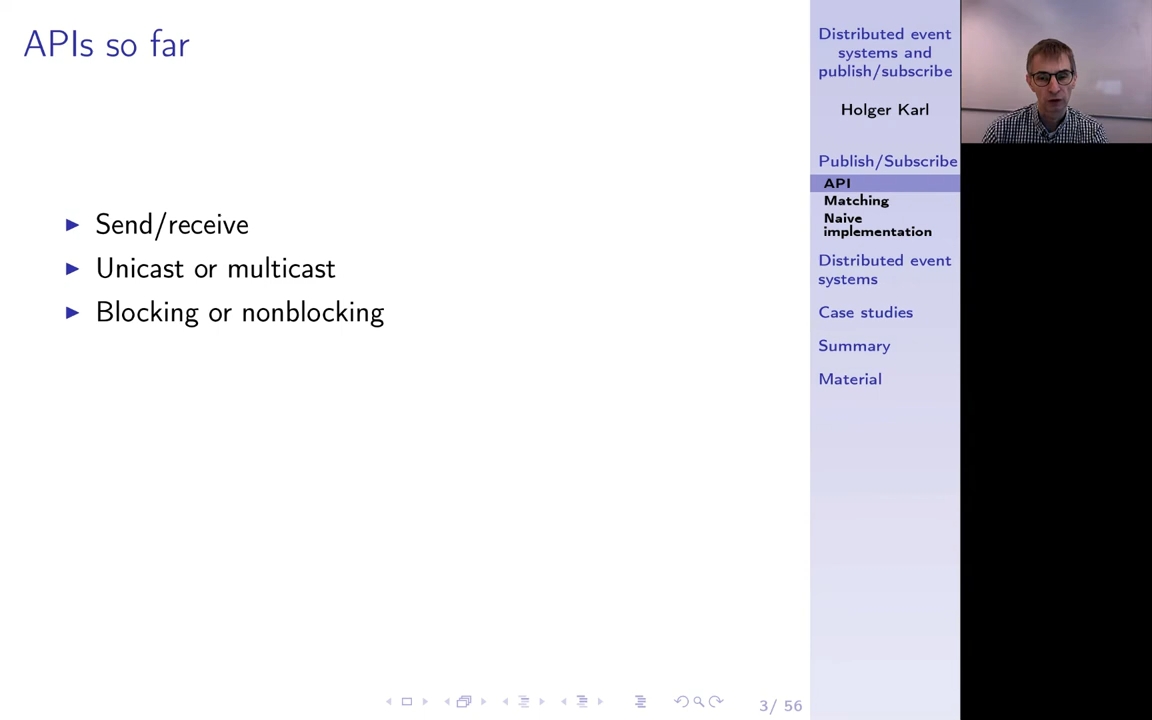 APIs so far
Send/receive
Unicast or multicast
Blocking or nonblocking
Distributed event
systems and
publish/subscribe
Holger Karl
Publish/Subscribe
API
Matching
Naive
implementation
Distributed event
systems
Case studies
Summary
Material
3/ 56